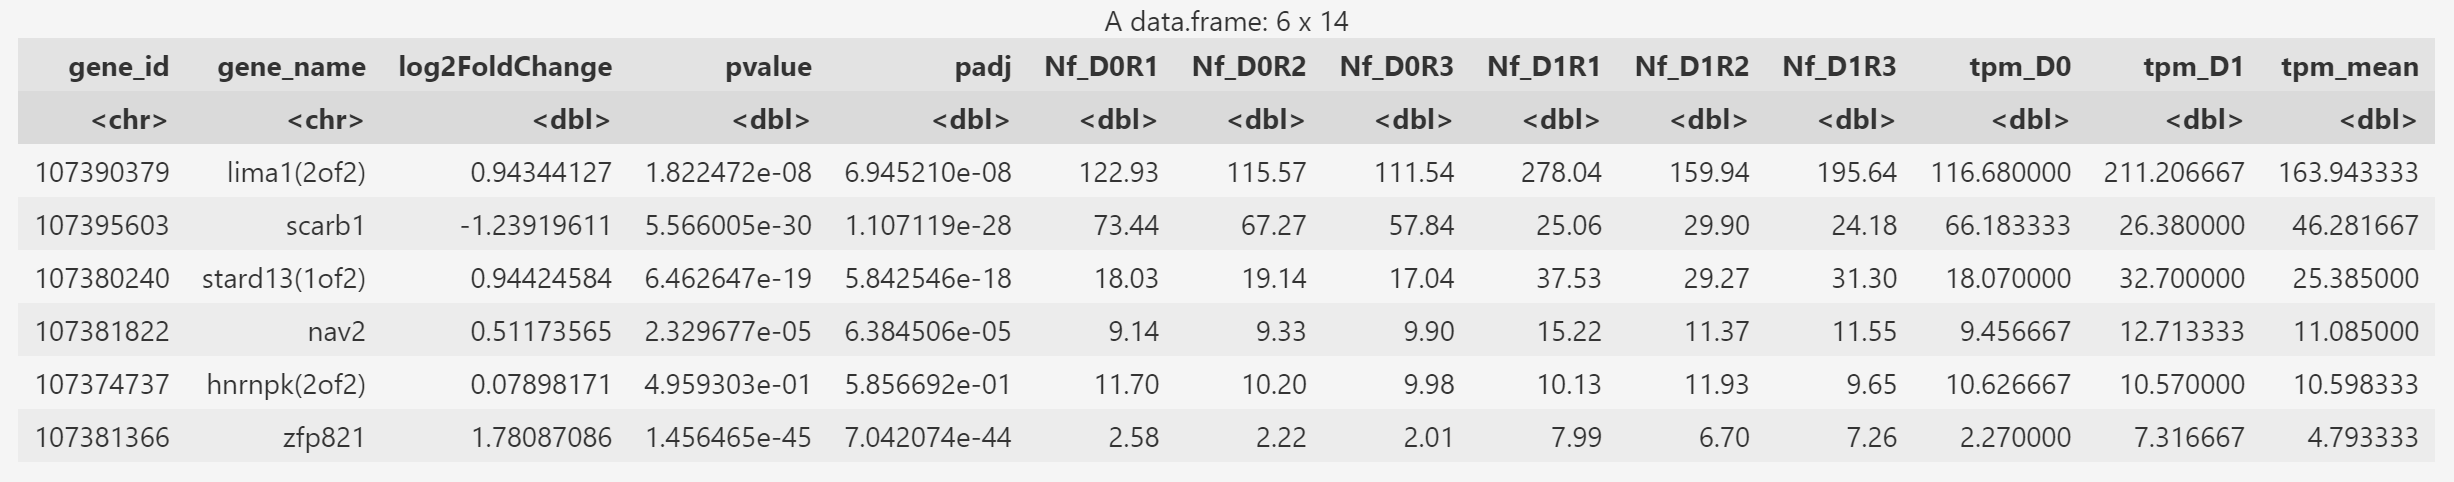 A data.frame: 6 x 14
gene_id gene_name log2FoldChange pvalue padj Nf_D0R1 Nf_D0R2 Nf_D0R3 Nf_D1R1 Nf_D1R2 Nf_D1R3 tpm_D0 tpm_D1 tpm_mean
<chr> <chr> <dbl> <dbl> <dbl> <dbl> <dbl> <dbl> <dbl> <dbl> <dbl> <dbl> <dbl> <dbl>
107390379 lima1(2of2) 0.94344127 1.822472e-08 6.945210e-08 122.93 115.57 111.54 278.04 159.94 195.64 116.680000 211.206667 163.943333
107395603 scarb1 -1.23919611 5.566005e-30 1.107119e-28 73.44 67.27 57.84 25.06 29.90 24.18 66.183333 26.380000 46.281667
107380240 stard13(1of2) 0.94424584 6.462647e-19 5.842546e-18 18.03 19.14 17.04 37.53 29.27 31.30 18.070000 32.700000 25.385000
107381822 nav2 0.51173565 2.329677e-05 6.384506e-05 9.14 9.33 9.90 15.22 11.37 11.55 9.456667 12.713333 11.085000
107374737 hnrnpk(2of2) 0.07898171 4.959303e-01 5.856692e-01 11.70 10.20 9.98 10.13 11.93 9.65 10.626667 10.570000 10.598333
107381366 zfp821 1.78087086 1.456465e-45 7.042074e-44 2.58 2.22 2.01 7.99 6.70 7.26 2.270000 7.316667 4.793333